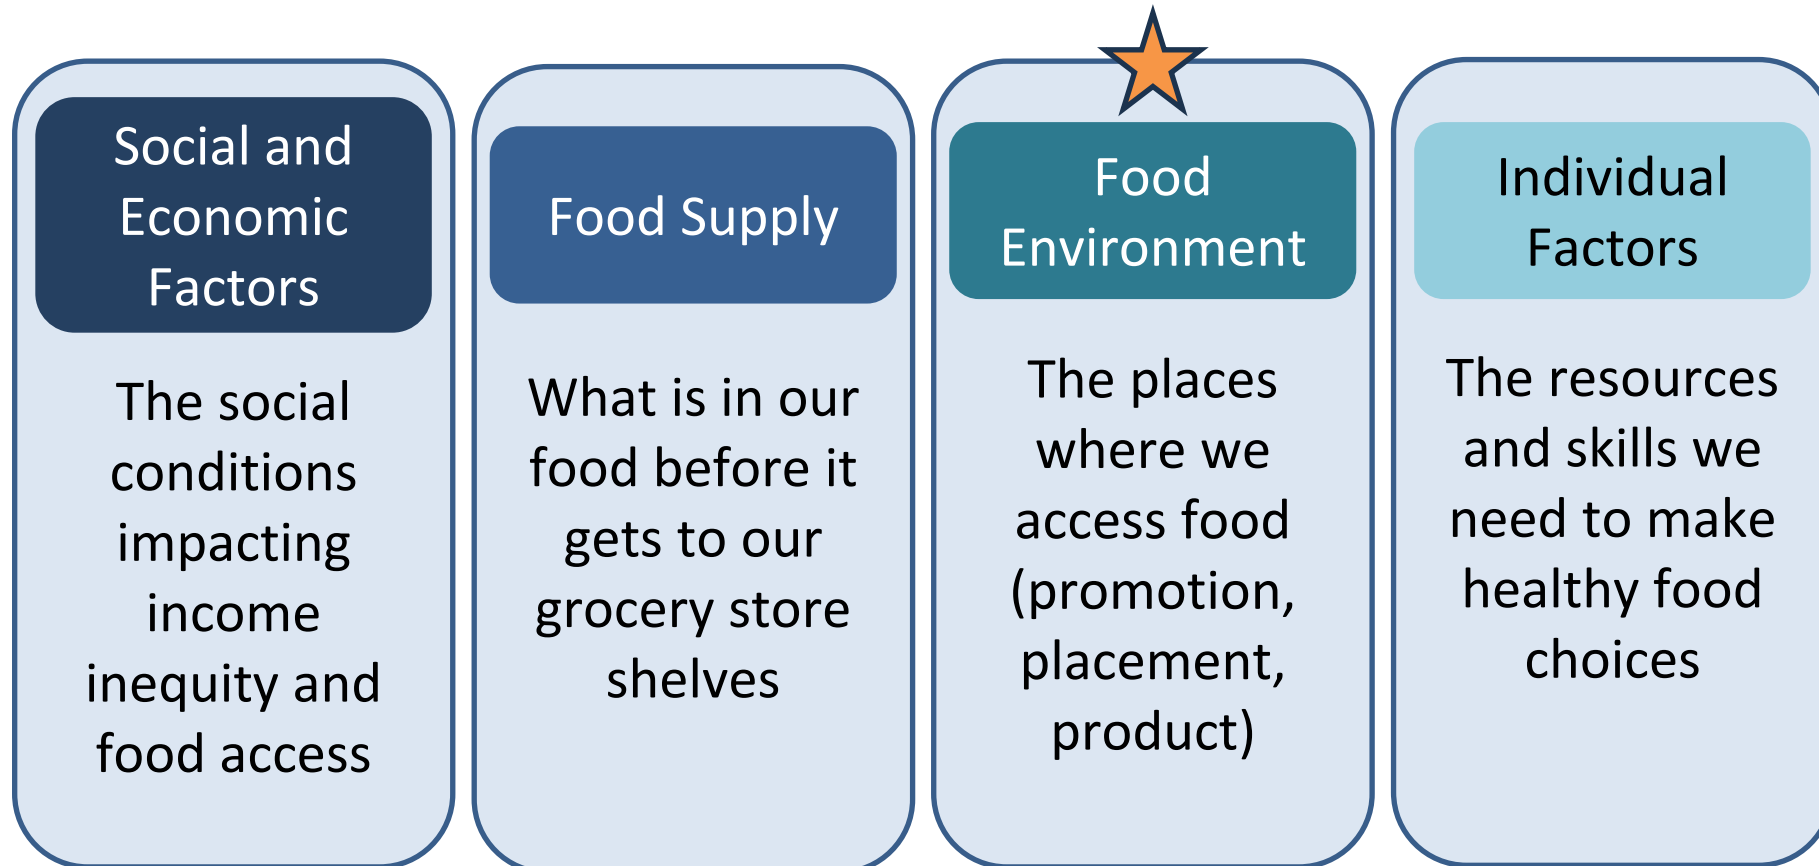 Social and
Economic
Factors
The social
conditions
impacting
income
inequity and
food access
Food Supply
What is in our
food before it
gets to our
grocery store
shelves
Food
Environment
The places
where we
access food
(promotion,
placement,
product)
Individual
Factors
The resources
and skills we
need to make
healthy food
choices